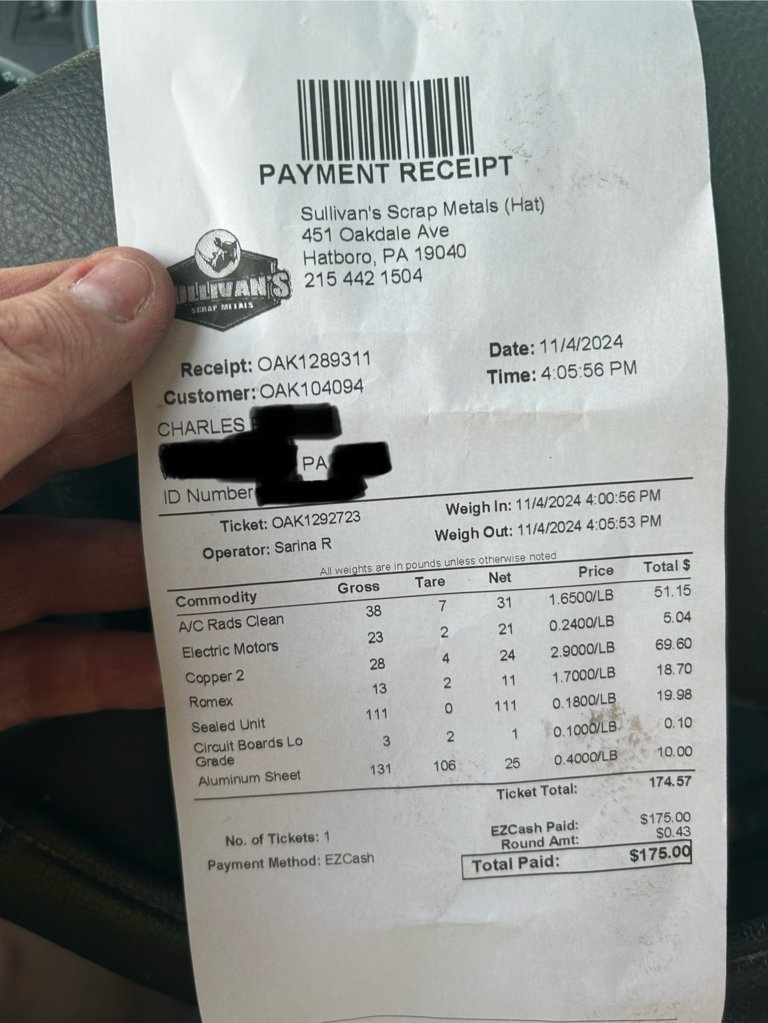 PAYMENT RECEIPT
Sullivan's Scrap Metals (Hat)
451 Oakdale Ave
Hatboro, PA 19040
215 442 1504
ULLIVAN'S
SCRAP METALS
Receipt: OAK1289311
Date: 11/4/2024
Customer: OAK104094
Time: 4:05:56 PM
CHARLES
PA
ID Number
Ticket: OAK1292723
Weigh In: 11/4/2024 4:00:56 PM
Operator: Sarina R
Weigh Out: 11/4/2024 4:05:53 PM
All weights are in pounds unless otherwise noted
Commodity Gross Tare Net Price Total $
A/C Rads Clean 38 7 31 1.6500/LB 51.15
Electric Motors 23 2 21 0.2400/LB 5.04
Copper 2 28 4 24 2.9000/LB 69.60
Romex 13 2 11 1.7000/LB 18.70
Sealed Unit 111 0 111 0.1800/LB 19.98
Circuit Boards Lo
Grade 3 2 1 0.1000/LB 0.10
Aluminum Sheet 131 106 25 0.4000/LB 10.00
Ticket Total: 174.57
No. of Tickets: 1
EZCash Paid: $175.00
Round Amt: $0.43
Payment Method: EZCash
Total Paid: $175.00